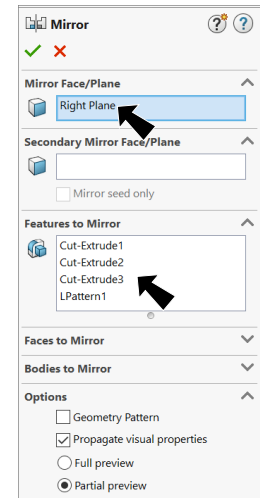 Mirror
Mirror Face/Plane
Right Plane
Secondary Mirror Face/Plane
Mirror seed only
Features to Mirror
Cut-Extrude1
Cut-Extrude2
Cut-Extrude3
LPattern1
Faces to Mirror
Bodies to Mirror
Options
Geometry Pattern
Propagate visual properties
Full preview
Partial preview